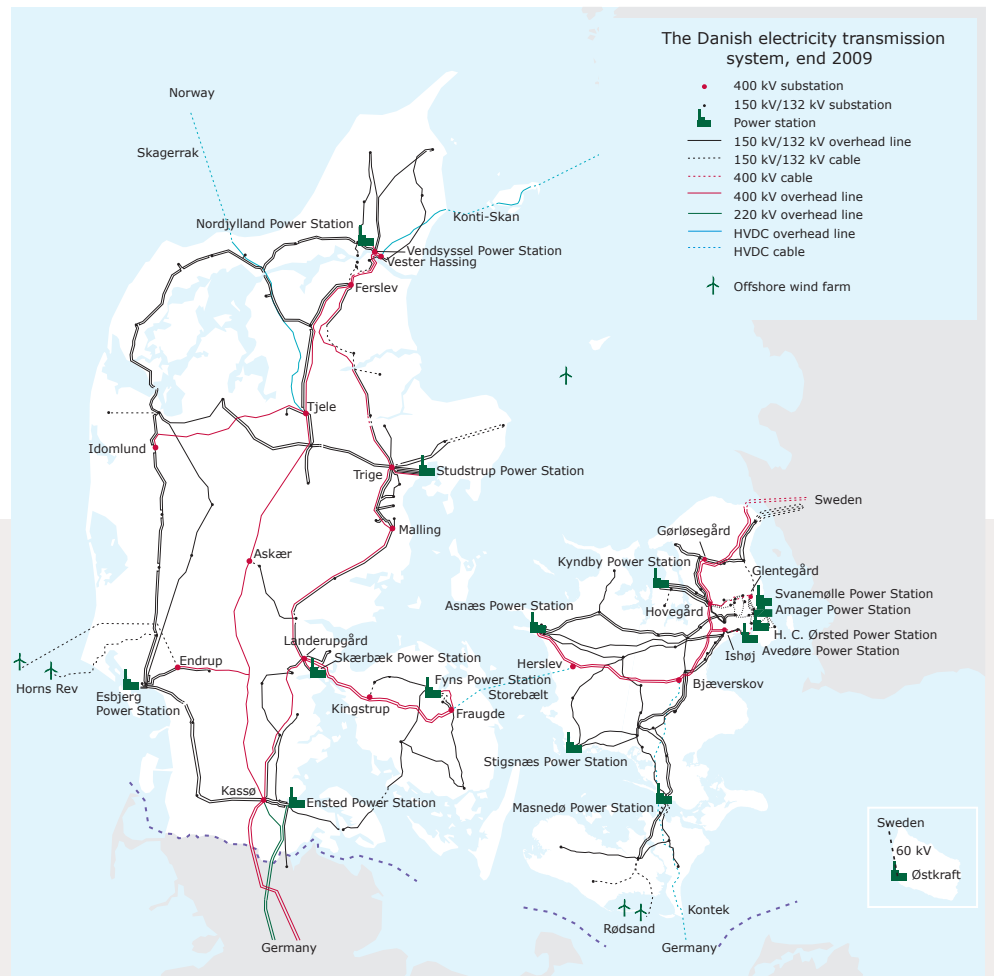 The Danish electricity transmission
system, end 2009
400 kV substation
150 kV/132 kV substation
Power station
150 kV/132 kV overhead line
150 kV/132 kV cable
400 kV cable
400 kV overhead line
220 kV overhead line
HVDC overhead line
HVDC cable
Offshore wind farm
Norway
Skagerrak
Konti-Skan
Nordjylland Power Station
Vendsyssel Power Station
Vester Hassing
Ferslev
Tjele
Idomlund
Trige
Studstrup Power Station
Malling
Sweden
Gørløsegård
Askær
Kyndby Power Station
Glentegård
Svanemølle Power Station
Asnæs Power Station
Amager Power Station
Hovegård
H. C. Ørsted Power Station
Landerupgård
Avedøre Power Station
Ishøj
Skærbæk Power Station
Endrup
Herslev
Fyns Power Station
Bjæverskov
Horns Rev
Storebælt
Esbjerg
Power Station
Kingstrup
Fraugde
Stigsnæs Power Station
Kassø
Ensted Power Station
Masnedø Power Station
Sweden
60 kV
Østkraft
Kontek
Rødsand
Germany
Germany